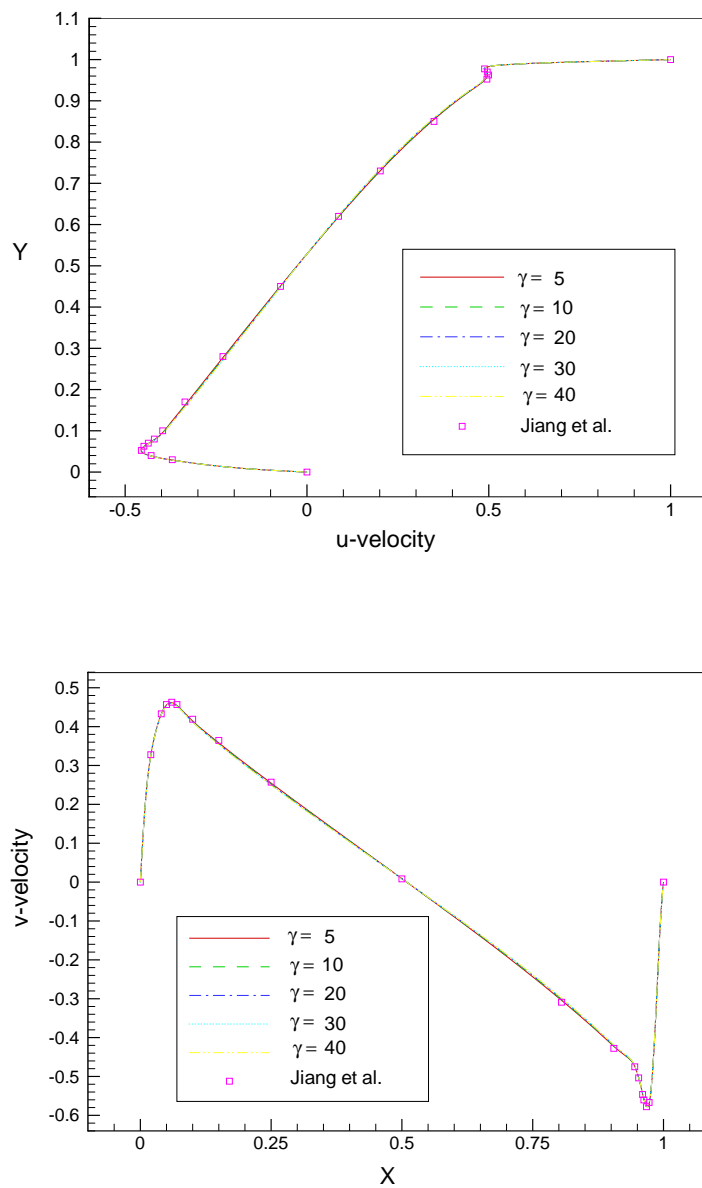 1.1
1
0.9
0.8
0.7
0.6
Y
0.5
0.4
0.3
0.2
0.1
0
γ = 5
γ = 10
γ = 20
γ = 30
γ = 40
Jiang et al.
-0.5
0
0.5
1
u-velocity
0.5
0.4
0.3
0.2
0.1
0
v-velocity
-0.1
-0.2
-0.3
-0.4
-0.5
-0.6
γ = 5
γ = 10
γ = 20
γ = 30
γ = 40
Jiang et al.
0
0.25
0.5
0.75
1
X